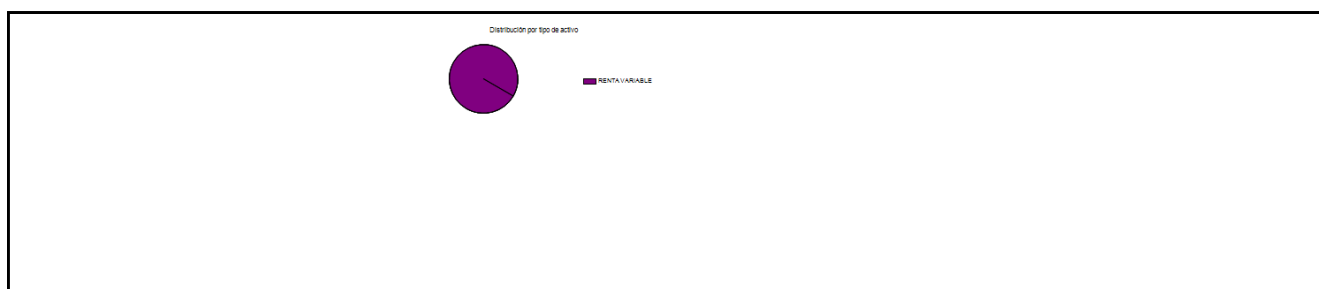 Distribución por tipo de activo
RENTA VARIABLE